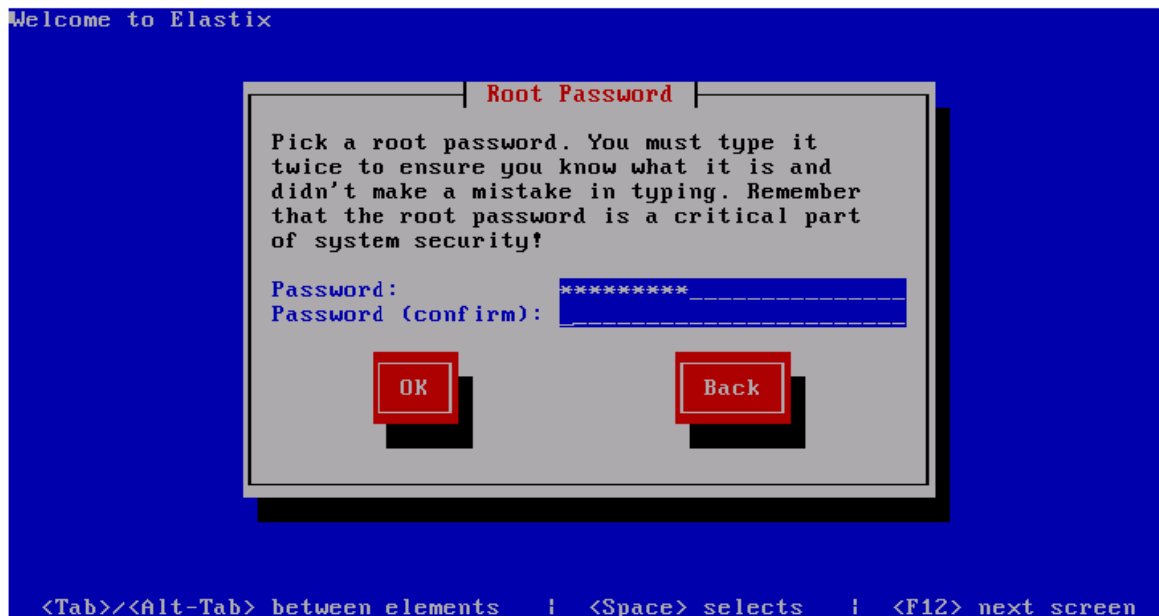 Welcome to Elastix
Root Password
Pick a root password. You must type it
twice to ensure you know what it is and
didn't make a mistake in typing. Remember
that the root password is a critical part
of system security!
Password: *********_______________
Password (confirm): ________________________
OK Back
<Tab>/<Alt-Tab> between elements | <Space> selects | <F12> next screen